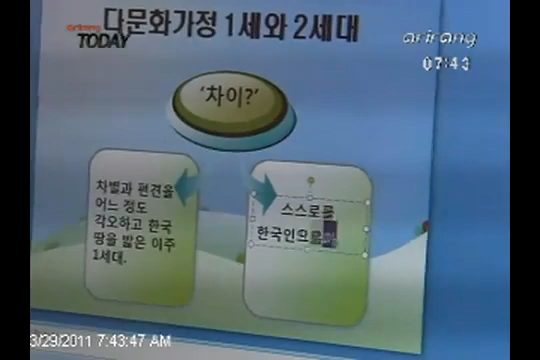 다문화가정 1세와 2세대
arirang
TODAY
arirang
07:43
'차이?'
차별과 편견을
어느 정도
각오하고 한국
땅을 밟은 이주
1세대.
스스로를
한국인으로
3/29/2011 7:43:47 AM